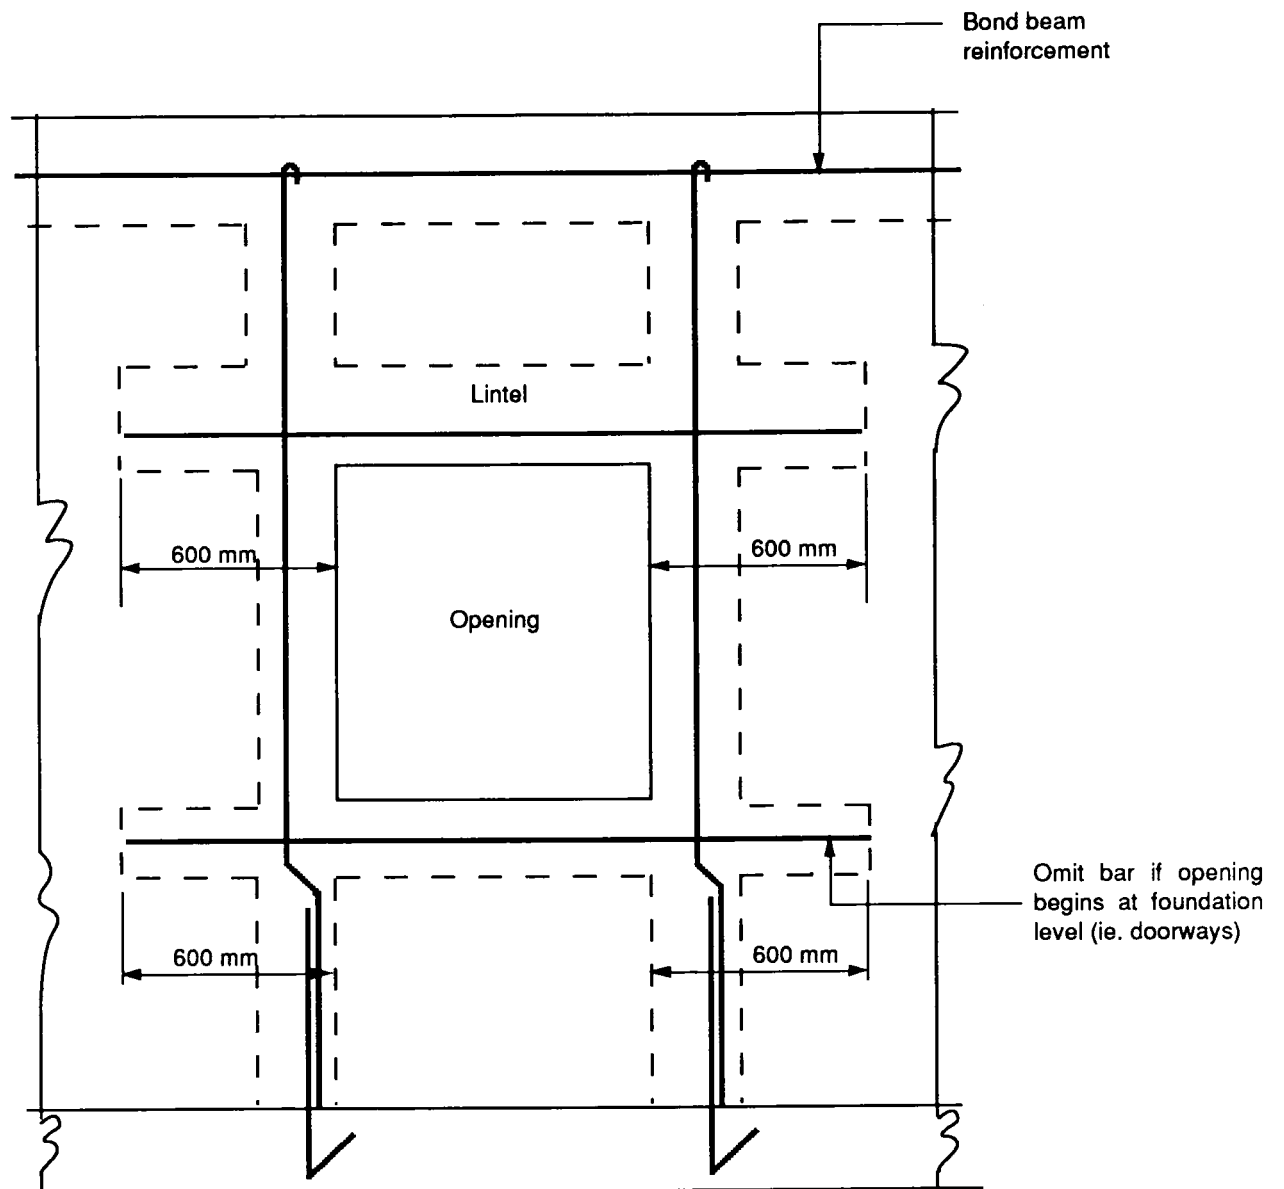 Bond beam
reinforcement
Lintel
600 mm
600 mm
Opening
Omit bar if opening
begins at foundation
level (ie. doorways)
600 mm
600 mm